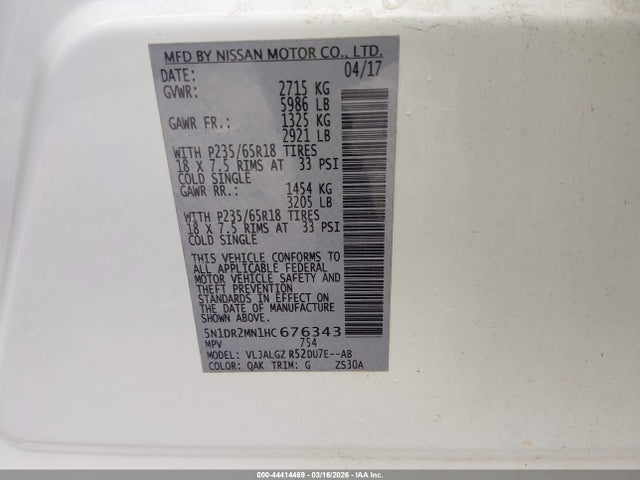 MFD BY NISSAN MOTOR CO., LTD.
DATE: 04/17
GVWR: 2715 KG
5986 LB
GAWR FR.: 1325 KG
2921 LB
WITH P235/65R18 TIRES
18 X 7.5 RIMS AT 33 PSI
COLD SINGLE
GAWR RR.: 1454 KG
3205 LB
WITH P235/65R18 TIRES
18 X 7.5 RIMS AT 33 PSI
COLD SINGLE
THIS VEHICLE CONFORMS TO
ALL APPLICABLE FEDERAL
MOTOR VEHICLE SAFETY AND
THEFT PREVENTION
STANDARDS IN EFFECT ON
THE DATE OF MANUFACTURE
SHOWN ABOVE.
5N1DR2MN1HC676343
MPV 754
MODEL: VLJALGZ R52DU7E--AB
COLOR: QAK TRIM: G ZS30A
000-44414469 - 03/16/2026 - IAA Inc.